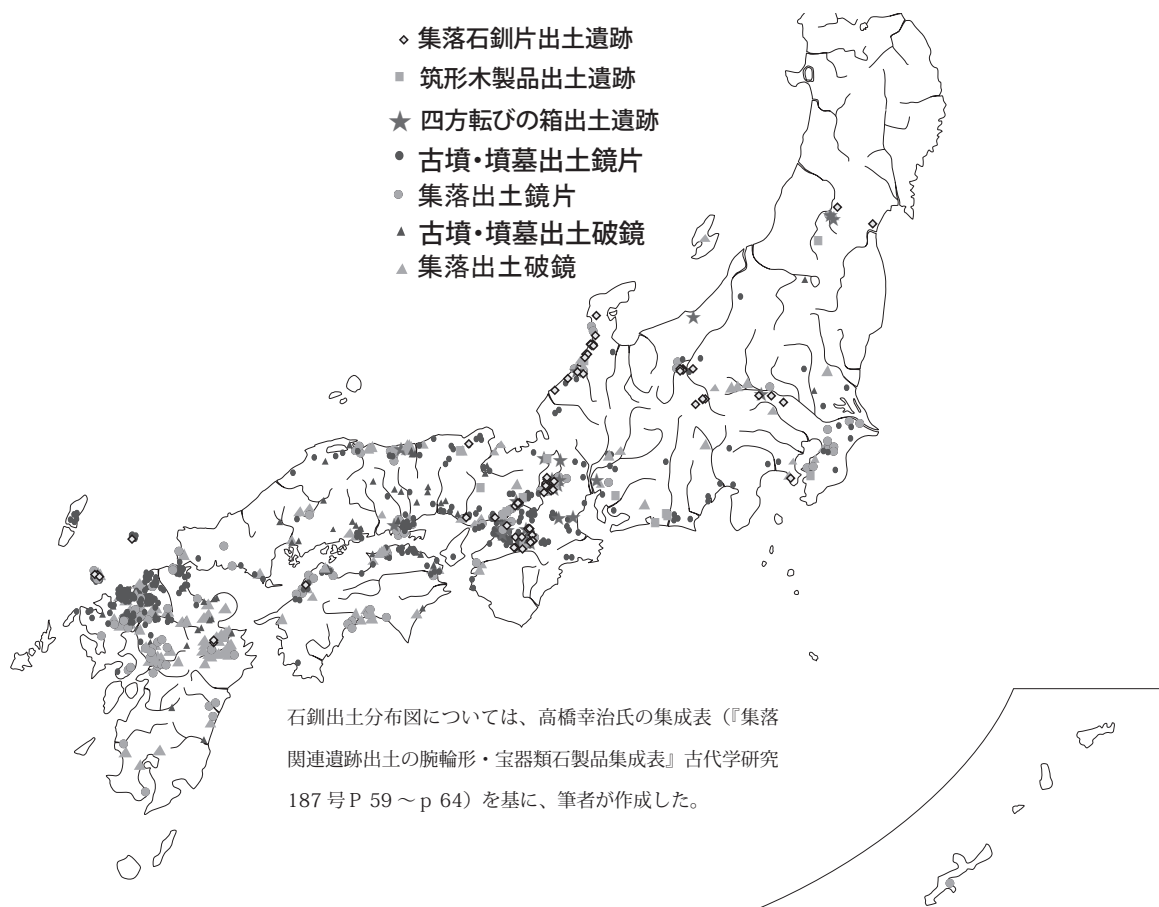 集落石釧片出土遺跡
筑形木製品出土遺跡
四方転びの箱出土遺跡
古墳・墳墓出土鏡片
集落出土鏡片
古墳・墳墓出土破鏡
集落出土破鏡
石釧出土分布図については、高橋幸治氏の集成表（『集落
関連遺跡出土の腕輪形・宝器類石製品集成表』古代学研究
187 号 P 59 ～ p 64）を基に、筆者が作成した。